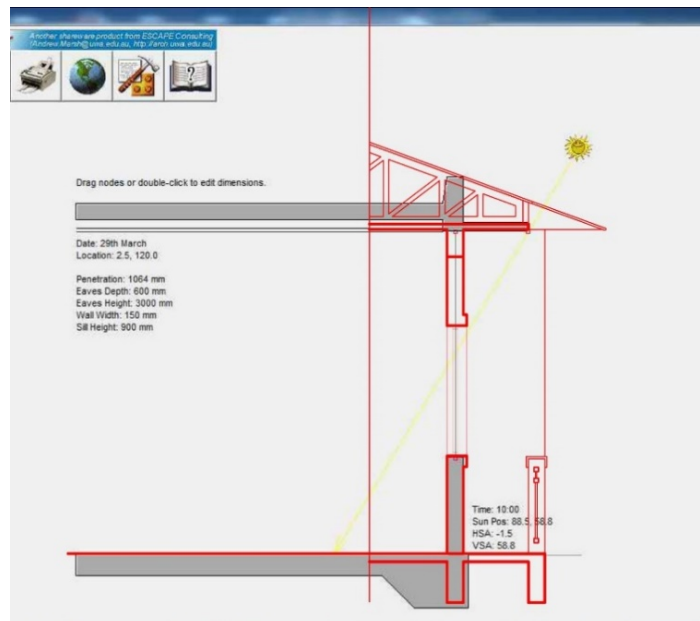 Another shareware product from ESCAPE Consulting
(Andrew.Marsh@uwa.edu.au, http://arch.uwa.edu.au)
Drag nodes or double-click to edit dimensions.
Date: 29th March
Location: 2.5, 120.0
Penetration: 1064 mm
Eaves Depth: 600 mm
Eaves Height: 3000 mm
Wall Width: 150 mm
Sill Height: 900 mm
Time: 10:00
Sun Pos: 88.5, 58.8
HSA: -1.5
VSA: 58.8